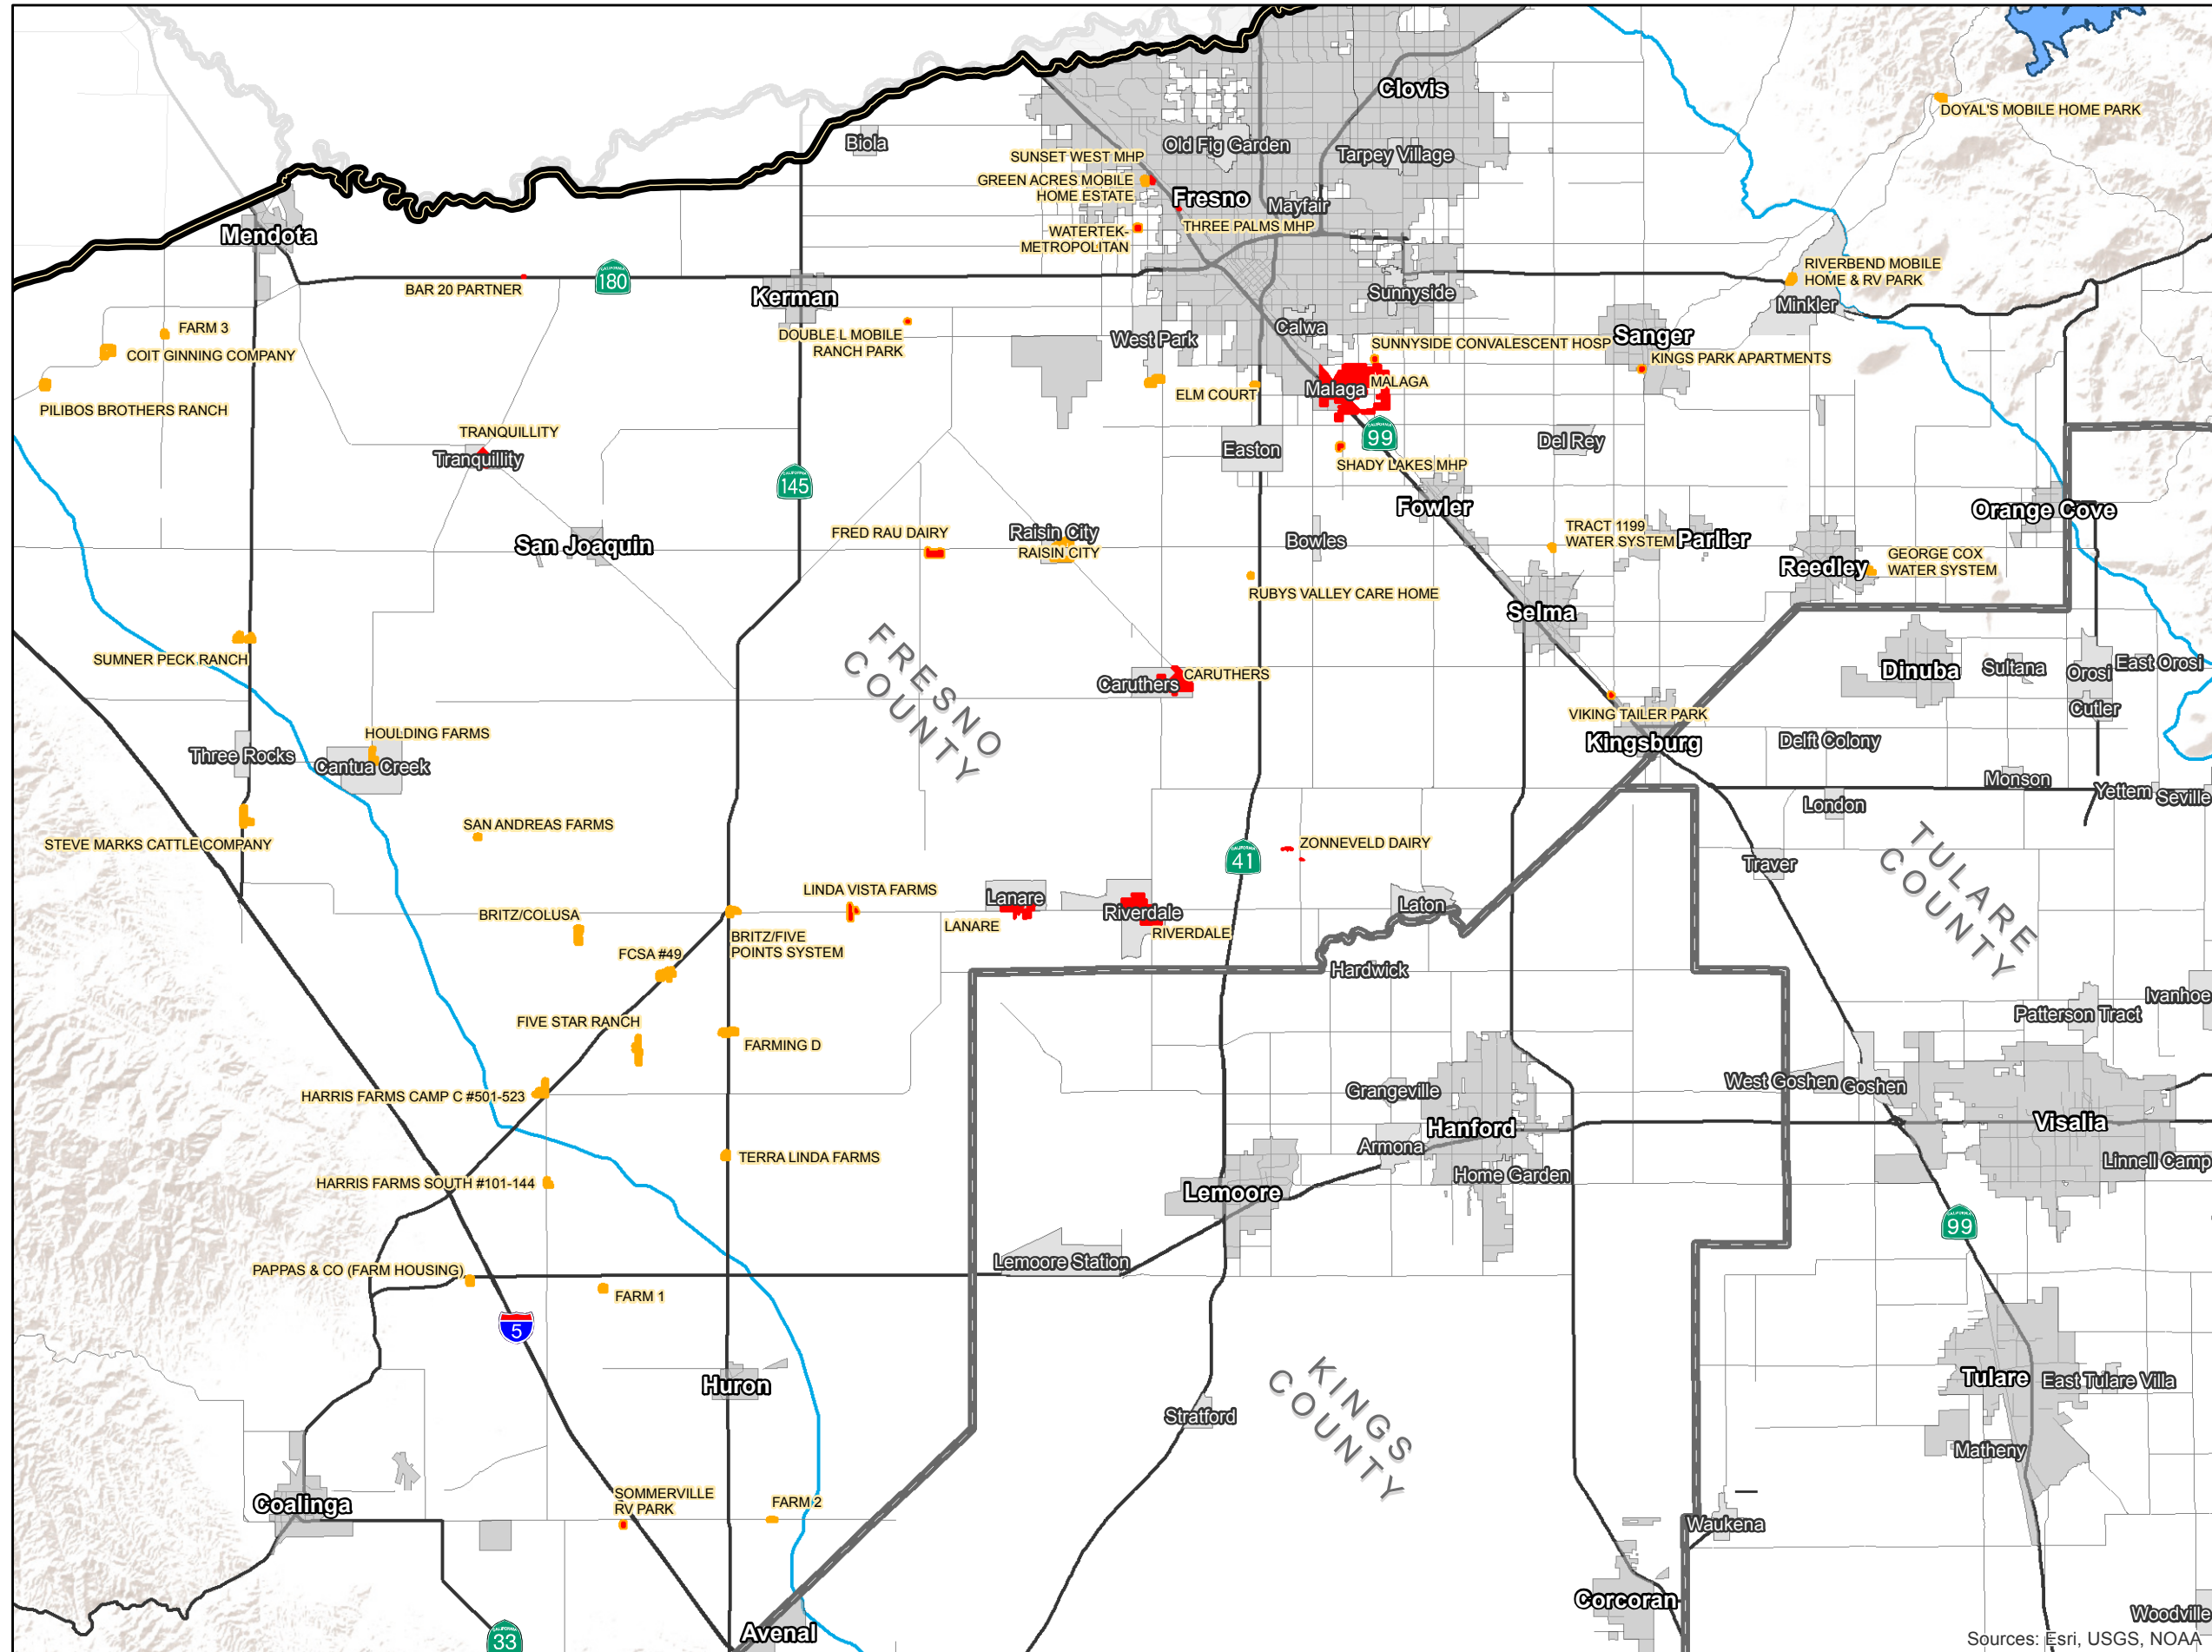 Clovis
DOYAL'S MOBILE HOME PARK
Biola
Old Fig Garden
Tarpey Village
SUNSET WEST MHP
GREEN ACRES MOBILE
HOME ESTATE
Fresno
Mayfair
THREE PALMS MHP
WATERTEK-
METROPOLITAN
Mendota
BAR 20 PARTNER
CALIFORNIA
180
Kerman
Sunnyside
RIVERBEND MOBILE
HOME & RV PARK
Minkler
FARM 3
COIT GINNING COMPANY
PILIBOS BROTHERS RANCH
DOUBLE L MOBILE
RANCH PARK
West Park
Calwa
SUNNYSIDE CONVALESCENT HOSP
Sanger
KINGS PARK APARTMENTS
ELM COURT
Malaga
MALAGA
CALIFORNIA
99
TRANQUILLITY
Tranquillity
Easton
Del Rey
SHADY LAKES MHP
CALIFORNIA
145
Fowler
Orange Cove
San Joaquin
FRED RAU DAIRY
Raisin City
RAISIN CITY
Bowles
TRACT 1199
WATER SYSTEM
Parlier
Reedley
GEORGE COX
WATER SYSTEM
RUBYS VALLEY CARE HOME
Selma
SUMNER PECK RANCH
FRESNO
COUNTY
Caruthers
CARUTHERS
Dinuba
Sultana
Orosi
East Orosi
Cutler
VIKING TAILER PARK
Kingsburg
Delft Colony
HOULDING FARMS
Three Rocks
Cantua Creek
Monson
Yettem
Seville
London
SAN ANDREAS FARMS
STEVE MARKS CATTLE COMPANY
CALIFORNIA
41
ZONNEVELD DAIRY
Traver
TULARE
COUNTY
LINDA VISTA FARMS
Lanare
LANARE
Riverdale
RIVERDALE
Laton
BRITZ/COLUSA
BRITZ/FIVE
POINTS SYSTEM
FCSA #49
Hardwick
Ivanhoe
Patterson Tract
FIVE STAR RANCH
FARMING D
HARRIS FARMS CAMP C #501-523
Grangeville
West Goshen
Goshen
Hanford
Visalia
Armona
TERRA LINDA FARMS
Linnell Camp
HARRIS FARMS SOUTH #101-144
Home Garden
Lemoore
CALIFORNIA
99
Lemoore Station
PAPPAS & CO (FARM HOUSING)
FARM 1
5
Huron
KINGS
COUNTY
Tulare
East Tulare Villa
Stratford
Matheny
Coalinga
SOMMERVILLE
RV PARK
FARM 2
Waukena
Corcoran
Woodville
CALIFORNIA
33
Avenal
Sources: Esri, USGS, NOAA